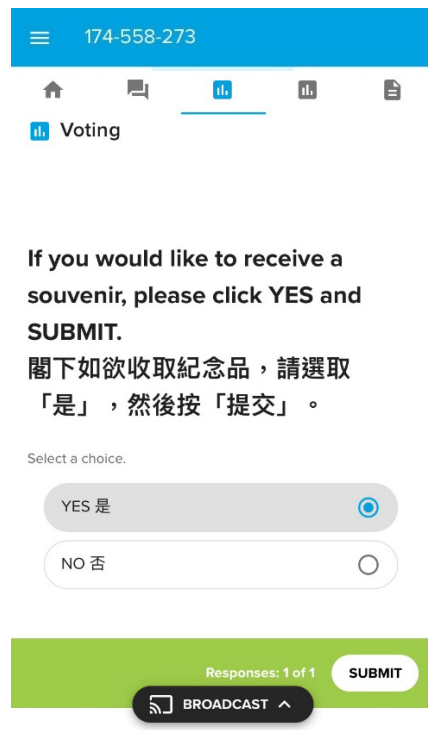 174-558-273
Voting
If you would like to receive a
souvenir, please click YES and
SUBMIT.
閣下如欲收取紀念品，請選取
「是」，然後按「提交」。
Select a choice.
YES 是
NO 否
Responses: 1 of 1
SUBMIT
BROADCAST